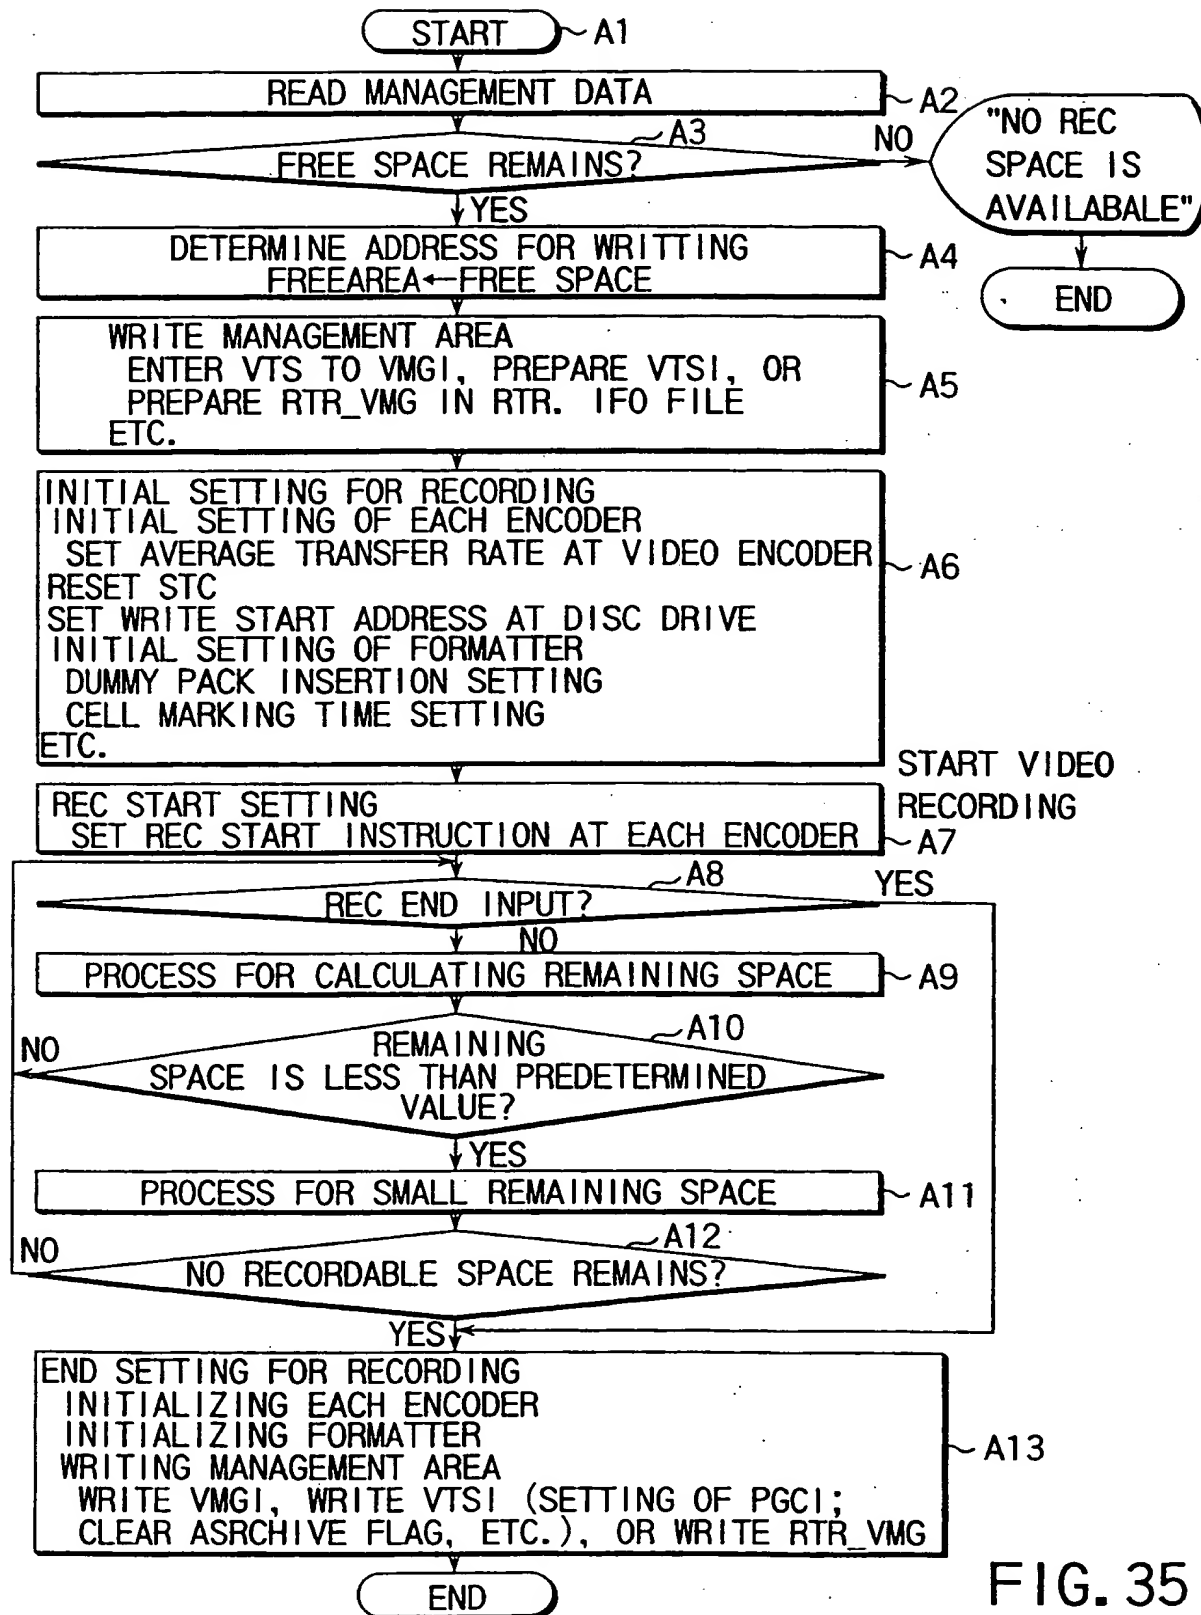 START
A1
READ MANAGEMENT DATA
A2
A3
FREE SPACE REMAINS?
NO
"NO REC
SPACE IS
AVAILABALE"
END
YES
DETERMINE ADDRESS FOR WRITTING
FREEAREA←FREE SPACE
A4
WRITE MANAGEMENT AREA
ENTER VTS TO VMGI, PREPARE VTSI, OR
PREPARE RTR_VMG IN RTR. IFO FILE
ETC.
A5
INITIAL SETTING FOR RECORDING
INITIAL SETTING OF EACH ENCODER
SET AVERAGE TRANSFER RATE AT VIDEO ENCODER
RESET STC
SET WRITE START ADDRESS AT DISC DRIVE
INITIAL SETTING OF FORMATTER
DUMMY PACK INSERTION SETTING
CELL MARKING TIME SETTING
ETC.
A6
START VIDEO
RECORDING
REC START SETTING
SET REC START INSTRUCTION AT EACH ENCODER
A7
A8
REC END INPUT?
YES
NO
PROCESS FOR CALCULATING REMAINING SPACE
A9
A10
REMAINING
SPACE IS LESS THAN PREDETERMINED
VALUE?
NO
YES
PROCESS FOR SMALL REMAINING SPACE
A11
A12
NO RECORDABLE SPACE REMAINS?
NO
YES
END SETTING FOR RECORDING
INITIALIZING EACH ENCODER
INITIALIZING FORMATTER
WRITING MANAGEMENT AREA
WRITE VMGI, WRITE VTSI (SETTING OF PGCI;
CLEAR ASRCHIVE FLAG, ETC.), OR WRITE RTR_VMG
A13
END
FIG. 35